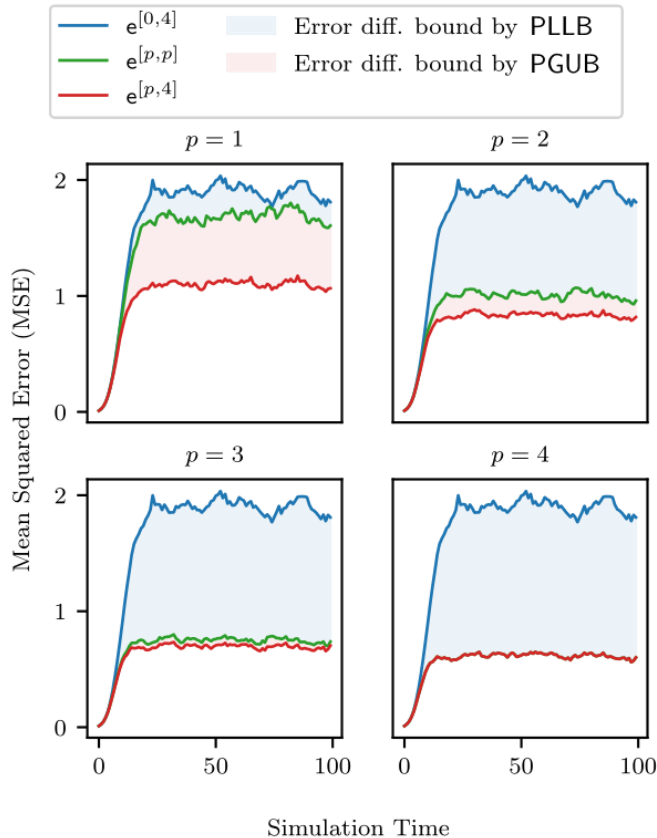 e^[0,4]
Error diff. bound by PLLB
e^[p,p]
Error diff. bound by PGUB
e^[p,4]
p = 1
p = 2
2
1
0
p = 3
p = 4
2
1
0
0
50
100
0
50
100
Mean Squared Error (MSE)
Simulation Time